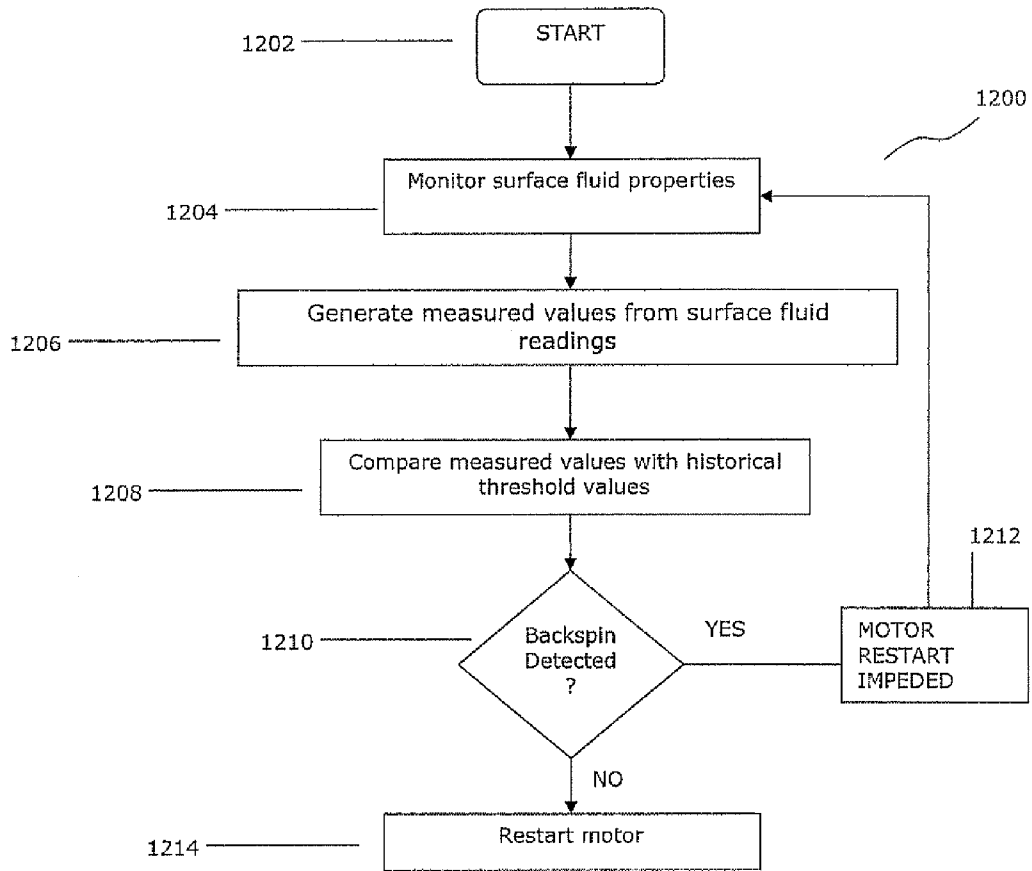 START
1202
1200
Monitor surface fluid properties
1204
Generate measured values from surface fluid
readings
1206
Compare measured values with historical
threshold values
1208
1212
1210
Backspin
Detected
?
YES
MOTOR
RESTART
IMPEDED
NO
Restart motor
1214